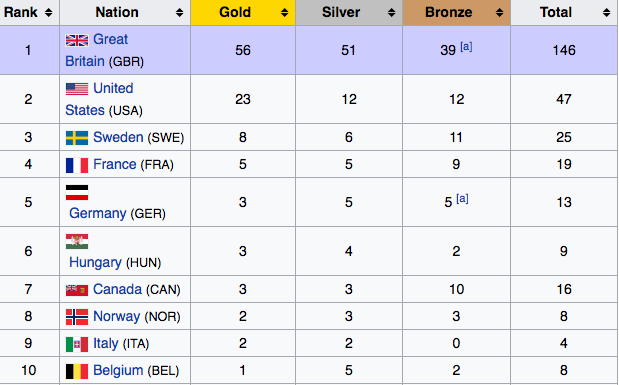 Rank Nation Gold Silver Bronze Total
1 Great Britain (GBR) 56 51 39 [a] 146
2 United States (USA) 23 12 12 47
3 Sweden (SWE) 8 6 11 25
4 France (FRA) 5 5 9 19
5 Germany (GER) 3 5 5 [a] 13
6 Hungary (HUN) 3 4 2 9
7 Canada (CAN) 3 3 10 16
8 Norway (NOR) 2 3 3 8
9 Italy (ITA) 2 2 0 4
10 Belgium (BEL) 1 5 2 8